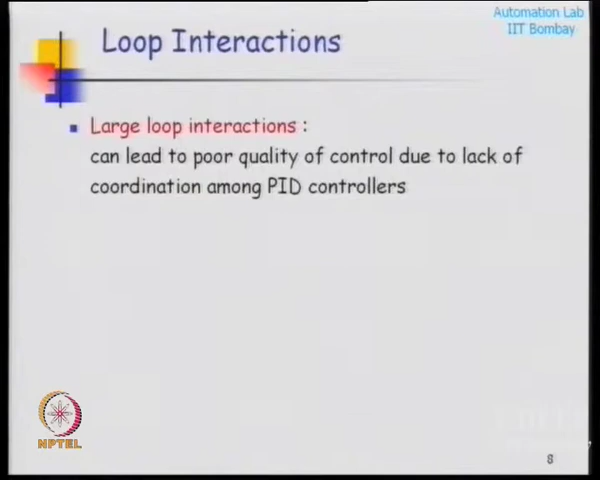 Automation Lab
IIT Bombay
Loop Interactions
Large loop interactions :
can lead to poor quality of control due to lack of
coordination among PID controllers
NPTEL
8